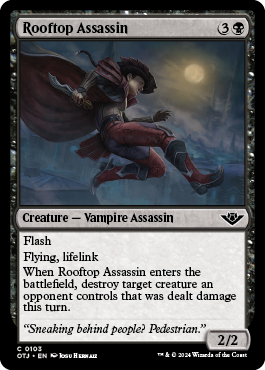 Rooftop Assassin 3
Creature — Vampire Assassin
Flash
Flying, lifelink
When Rooftop Assassin enters the
battlefield, destroy target creature an
opponent controls that was dealt damage
this turn.
“Sneaking behind people? Pedestrian.”
2/2
C 0103
OTJ • EN Josu Hernaiz
™ & © 2024 Wizards of the Coast